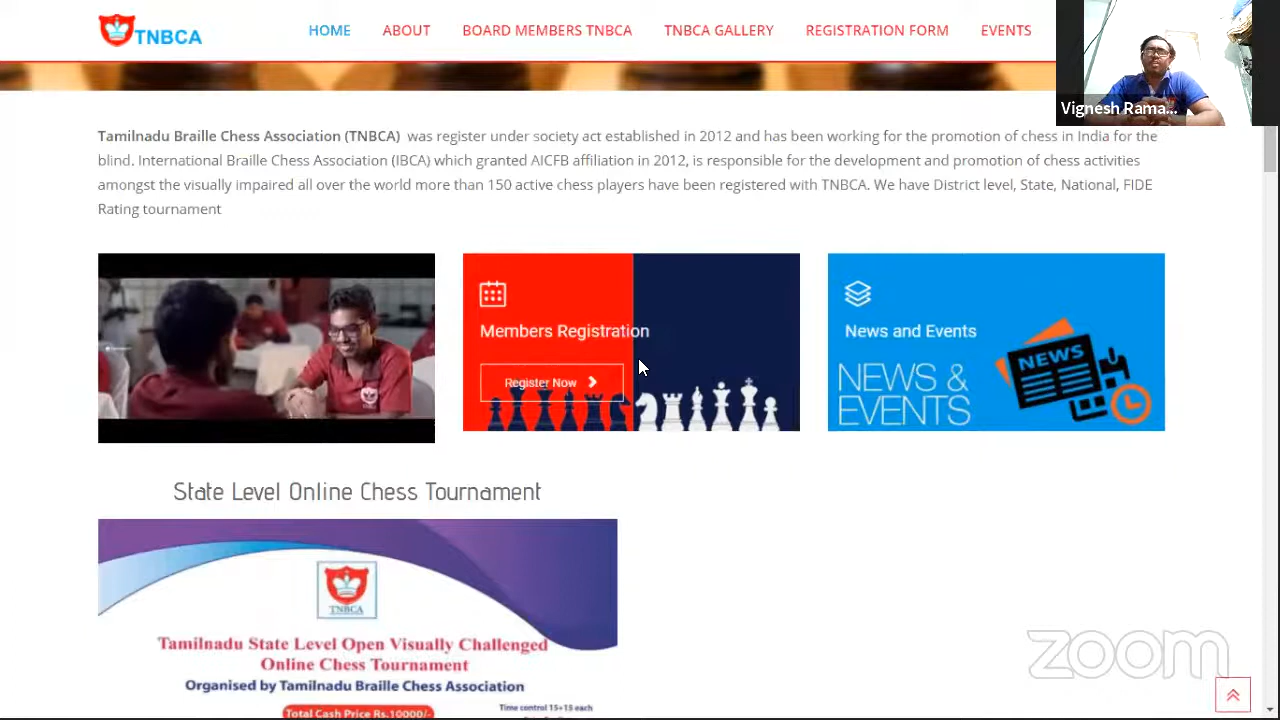 TNBCA
HOME
ABOUT
BOARD MEMBERS TNBCA
TNBCA GALLERY
REGISTRATION FORM
EVENTS
Vignesh Rama...
Tamilnadu Braille Chess Association (TNBCA) was register under society act established in 2012 and has been working for the promotion of chess in India for the
blind. International Braille Chess Association (IBCA) which granted AICFB affiliation in 2012, is responsible for the development and promotion of chess activities
amongst the visually impaired all over the world more than 150 active chess players have been registered with TNBCA. We have District level, State, National, FIDE
Rating tournament
Members Registration
Register Now
News and Events
NEWS &
EVENTS
NEWS
State Level Online Chess Tournament
TNBCA
Tamilnadu State Level Open Visually Challenged
Online Chess Tournament
Organised by Tamilnadu Braille Chess Association
Total Cash Price Rs.10000/-
Time control 15+15 each
zoom